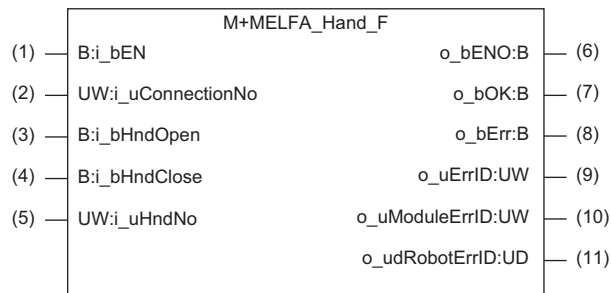 M+MELFA_Hand_F
(1) B:i_bEN o_bENO:B (6)
(2) UW:i_uConnectionNo o_bOK:B (7)
(3) B:i_bHndOpen o_bErr:B (8)
(4) B:i_bHndClose o_uErrID:UW (9)
(5) UW:i_uHndNo o_uModuleErrID:UW (10)
o_udRobotErrID:UD (11)